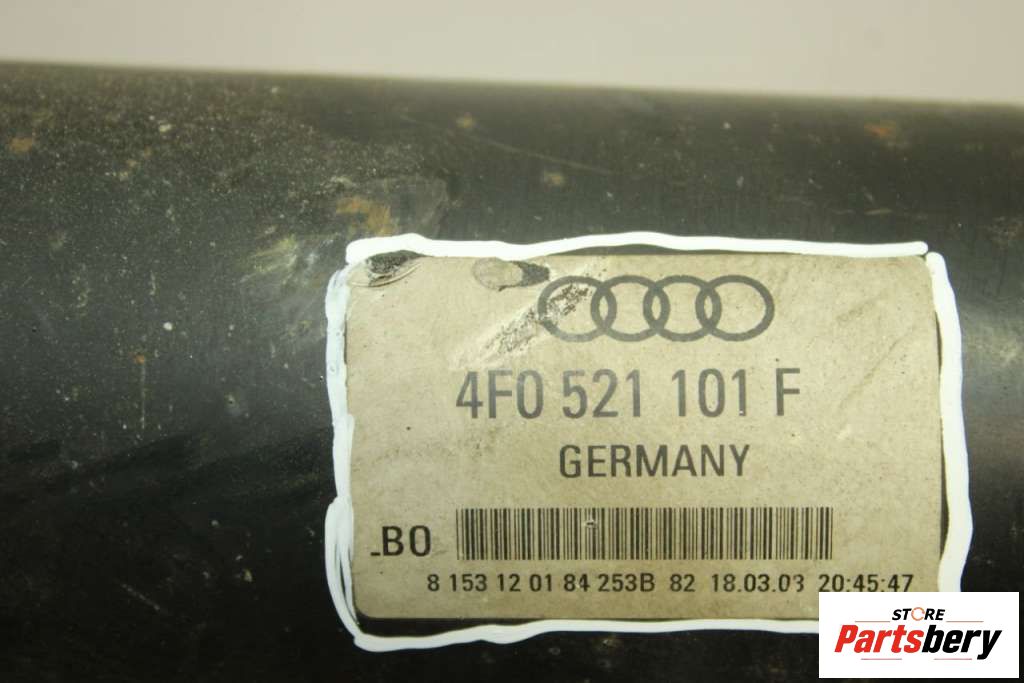 4F0 521 101 F
GERMANY
BO
8 153 12 01 84 253B 82 18.03.03 20:45:47
STORE
Partsbery